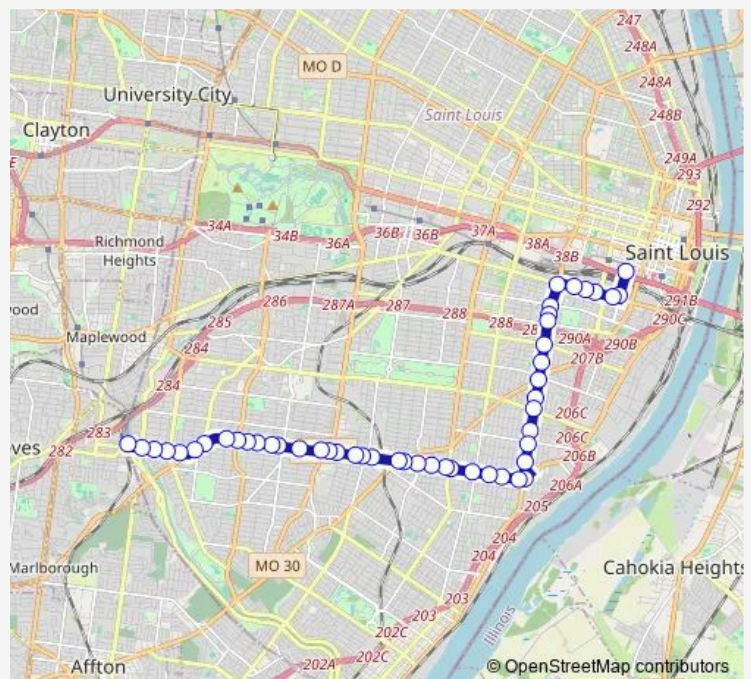 247
MO D
248A
University City
248A
Saint Louis
248B
Clayton
E
249A
293
292
34A
34B
36A
36B
36B
37A
38A
38B
Richmond
Heights
Saint Louis
286
287A
287
288
288
28
290A
290B
291B
290C
207B
ood
Maplewood
285
284
284
206C
206C
206B
206A
205
ves
283
282
204
204
203
203
202C
202C
202A
MO 30
Marlborough
Cahokia Heights
Illinois
Affton
© OpenStreetMap contributors